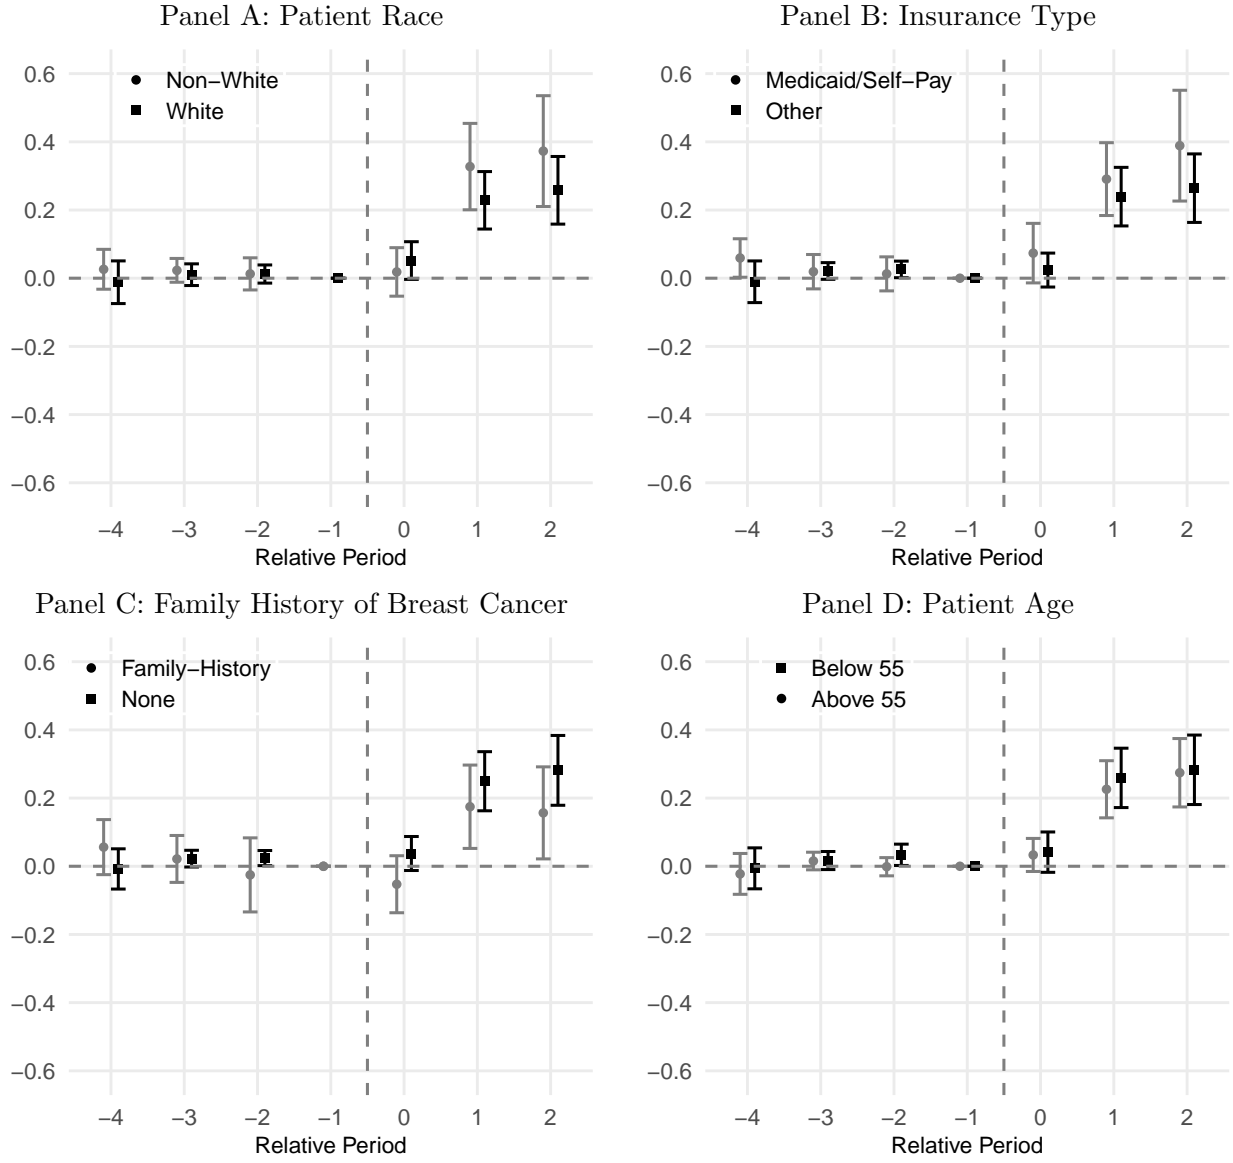 Panel A: Patient Race
0.6
0.4
0.2
0.0
−0.2
−0.4
−0.6
Non−White
White
−4 −3 −2 −1 0 1 2
Relative Period
Panel B: Insurance Type
0.6
0.4
0.2
0.0
−0.2
−0.4
−0.6
Medicaid/Self−Pay
Other
−4 −3 −2 −1 0 1 2
Relative Period
Panel C: Family History of Breast Cancer
0.6
0.4
0.2
0.0
−0.2
−0.4
−0.6
Family−History
None
−4 −3 −2 −1 0 1 2
Relative Period
Panel D: Patient Age
0.6
0.4
0.2
0.0
−0.2
−0.4
−0.6
Below 55
Above 55
−4 −3 −2 −1 0 1 2
Relative Period